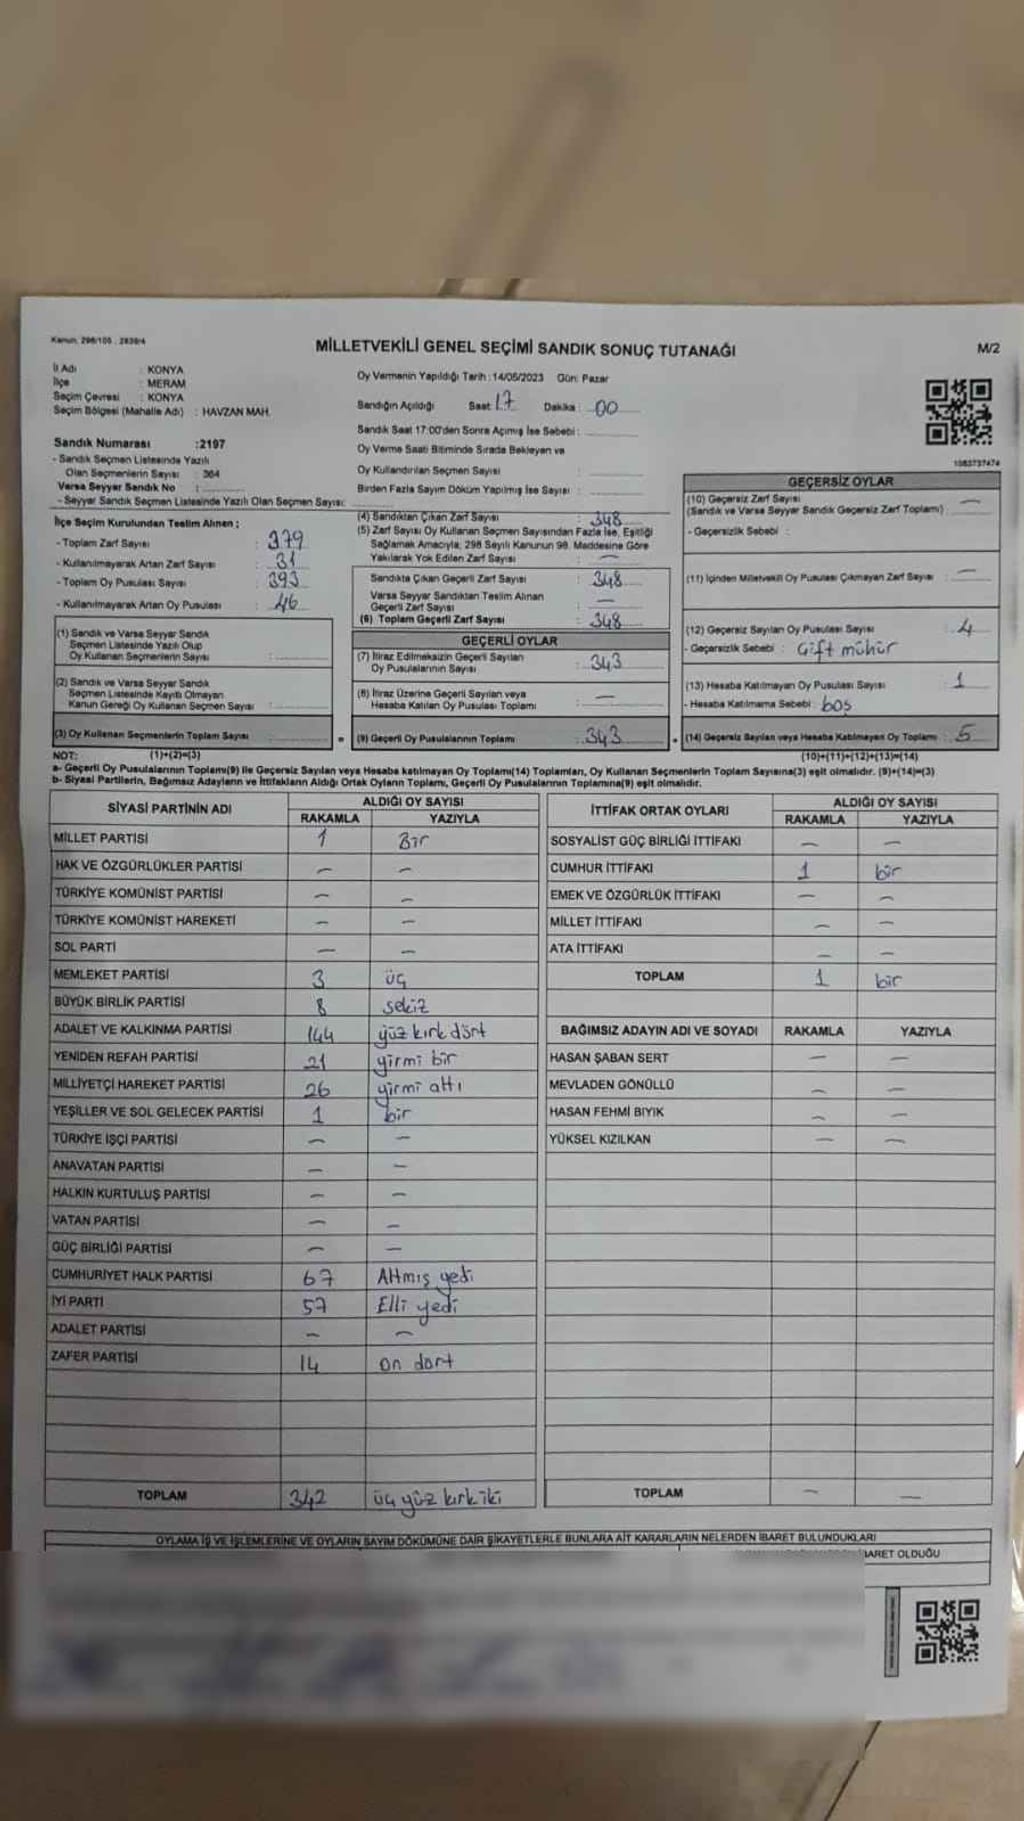 Kanun: 298/105 , 2839/4
MİLLETVEKİLİ GENEL SEÇİMİ SANDIK SONUÇ TUTANAĞI
M/2
İl Adı : KONYA
İlçe : MERAM
Seçim Çevresi : KONYA
Seçim Bölgesi (Mahalle Adı) : HAVZAN MAH.
Oy Vermenin Yapıldığı Tarih : 14/05/2023 Gün: Pazar
Sandığın Açıldığı Saat 17 Dakika : 00
Sandık Saat 17:00'den Sonra Açılmış İse Sebebi :
Oy Verme Saati Bitiminde Sırada Bekleyen ve
Oy Kullandırılan Seçmen Sayısı :
Birden Fazla Sayım Döküm Yapılmış İse Sayısı :
Sandık Numarası :2197
- Sandık Seçmen Listesinde Yazılı
Olan Seçmenlerin Sayısı : 364
Varsa Seyyar Sandık No :
- Seyyar Sandık Seçmen Listesinde Yazılı Olan Seçmen Sayısı:
İlçe Seçim Kurulundan Teslim Alınan ;
- Toplam Zarf Sayısı : 379
- Kullanılmayarak Artan Zarf Sayısı : 31
- Toplam Oy Pusulası Sayısı : 393
- Kullanılmayarak Artan Oy Pusulası : 46
(1) Sandık ve Varsa Seyyar Sandık
Seçmen Listesinde Yazılı Olup
Oy Kullanan Seçmenlerin Sayısı :
(2) Sandık ve Varsa Seyyar Sandık
Seçmen Listesinde Kayıtlı Olmayan
Kanun Gereği Oy Kullanan Seçmen Sayısı :
(3) Oy Kullanan Seçmenlerin Toplam Sayısı :
(4) Sandıktan Çıkan Zarf Sayısı : 348
(5) Zarf Sayısı Oy Kullanan Seçmen Sayısından Fazla İse, Eşitliği
Sağlamak Amacıyla; 298 Sayılı Kanunun 98. Maddesine Göre
Yakılarak Yok Edilen Zarf Sayısı : —
Sandıkta Çıkan Geçerli Zarf Sayısı : 348
Varsa Seyyar Sandıktan Teslim Alınan
Geçerli Zarf Sayısı : —
(6) Toplam Geçerli Zarf Sayısı : 348
GEÇERLİ OYLAR
(7) İtiraz Edilmeksizin Geçerli Sayılan
Oy Pusulalarının Sayısı : 343
(8) İtiraz Üzerine Geçerli Sayılan veya
Hesaba Katılan Oy Pusulası Toplamı : —
= (9) Geçerli Oy Pusulalarının Toplamı : 343
1083737474
GEÇERSİZ OYLAR
(10) Geçersiz Zarf Sayısı : —
(Sandık ve Varsa Seyyar Sandık Geçersiz Zarf Toplamı)
- Geçersizlik Sebebi :
(11) İçinden Milletvekili Oy Pusulası Çıkmayan Zarf Sayısı : —
(12) Geçersiz Sayılan Oy Pusulası Sayısı : 4
- Geçersizlik Sebebi : Çift mühür
(13) Hesaba Katılmayan Oy Pusulası Sayısı : 1
- Hesaba Katılmama Sebebi: boş
+ (14) Geçersiz Sayılan veya Hesaba Katılmayan Oy Toplamı : 5
NOT: (1)+(2)=(3) (10)+(11)+(12)+(13)=(14)
a- Geçerli Oy Pusulalarının Toplamı(9) ile Geçersiz Sayılan veya Hesaba katılmayan Oy Toplamı(14) Toplamları, Oy Kullanan Seçmenlerin Toplam Sayısına(3) eşit olmalıdır. (9)+(14)=(3)
b- Siyasi Partilerin, Bağımsız Adayların ve İttifakların Aldığı Ortak Oyların Toplamı, Geçerli Oy Pusulalarının Toplamına(9) eşit olmalıdır.
SİYASİ PARTİNİN ADI ALDIĞI OY SAYISI
RAKAMLA YAZIYLA
MİLLET PARTİSİ 1 Bir
HAK VE ÖZGÜRLÜKLER PARTİSİ — —
TÜRKİYE KOMÜNİST PARTİSİ — —
TÜRKİYE KOMÜNİST HAREKETİ — —
SOL PARTİ — —
MEMLEKET PARTİSİ 3 üç
BÜYÜK BİRLİK PARTİSİ 8 sekiz
ADALET VE KALKINMA PARTİSİ 144 yüz kırk dört
YENİDEN REFAH PARTİSİ 21 yirmi bir
MİLLİYETÇİ HAREKET PARTİSİ 26 yirmi altı
YEŞİLLER VE SOL GELECEK PARTİSİ 1 bir
TÜRKİYE İŞÇİ PARTİSİ — —
ANAVATAN PARTİSİ — —
HALKIN KURTULUŞ PARTİSİ — —
VATAN PARTİSİ — —
GÜÇ BİRLİĞİ PARTİSİ — —
CUMHURİYET HALK PARTİSİ 67 Altmış yedi
İYİ PARTİ 57 Elli yedi
ADALET PARTİSİ — —
ZAFER PARTİSİ 14 on dört
TOPLAM 342 üç yüz kırk iki
İTTİFAK ORTAK OYLARI ALDIĞI OY SAYISI
RAKAMLA YAZIYLA
SOSYALİST GÜÇ BİRLİĞİ İTTİFAKI — —
CUMHUR İTTİFAKI 1 bir
EMEK VE ÖZGÜRLÜK İTTİFAKI — —
MİLLET İTTİFAKI — —
ATA İTTİFAKI — —
TOPLAM 1 bir
BAĞIMSIZ ADAYIN ADI VE SOYADI RAKAMLA YAZIYLA
HASAN ŞABAN SERT — —
MEVLADEN GÖNÜLLÜ — —
HASAN FEHMİ BIYIK — —
YÜKSEL KIZILKAN — —
TOPLAM — —
OYLAMA İŞ VE İŞLEMLERİNE VE OYLARIN SAYIM DÖKÜMÜNE DAİR ŞİKAYETLERLE BUNLARA AİT KARARLARIN NELERDEN İBARET BULUNDUKLARI
OLDUĞU